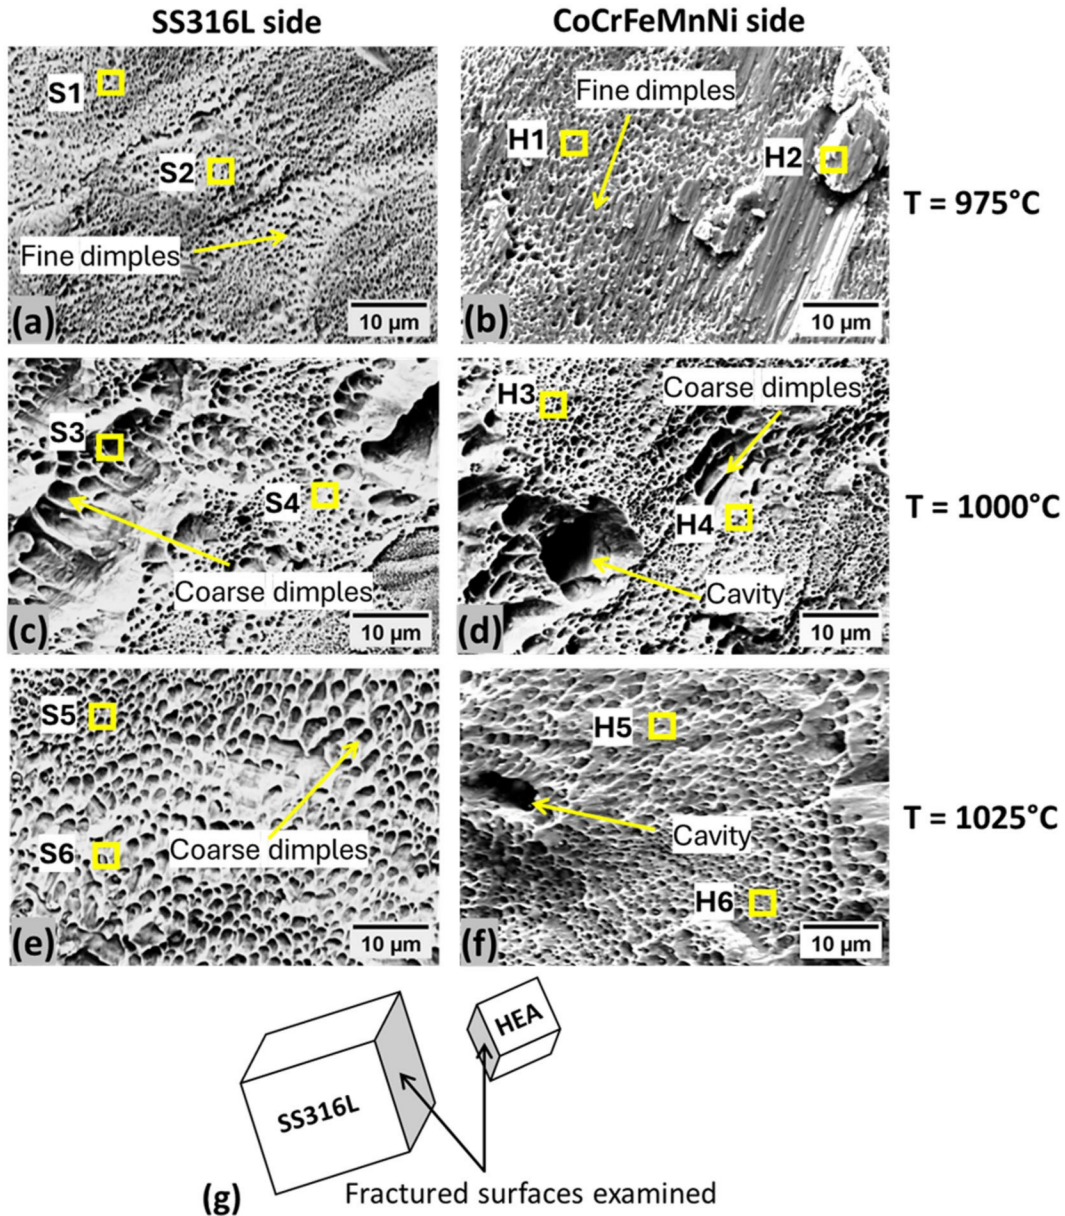 SS316L side
CoCrFeMnNi side
S1
S2
Fine dimples
(a)
10 µm
Fine dimples
H1
H2
(b)
10 µm
T = 975°C
S3
S4
Coarse dimples
(c)
10 µm
H3
Coarse dimples
H4
Cavity
(d)
10 µm
T = 1000°C
S5
S6
Coarse dimples
(e)
10 µm
H5
Cavity
H6
(f)
10 µm
T = 1025°C
HEA
SS316L
(g)
Fractured surfaces examined